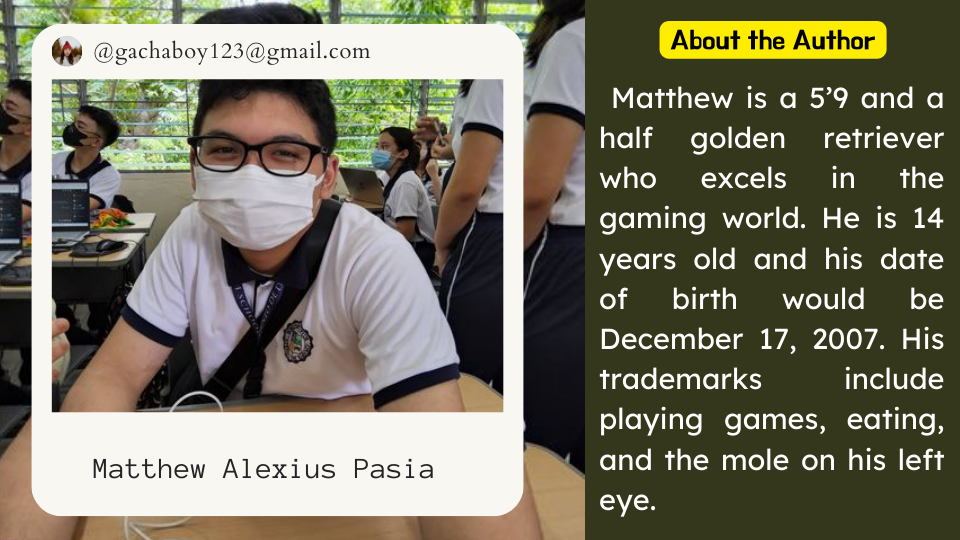 @gachaboy123@gmail.com
Matthew Alexius Pasia
About the Author
Matthew is a 5’9 and a
half golden retriever
who excels in the
gaming world. He is 14
years old and his date
of birth would be
December 17, 2007. His
trademarks include
playing games, eating,
and the mole on his left
eye.